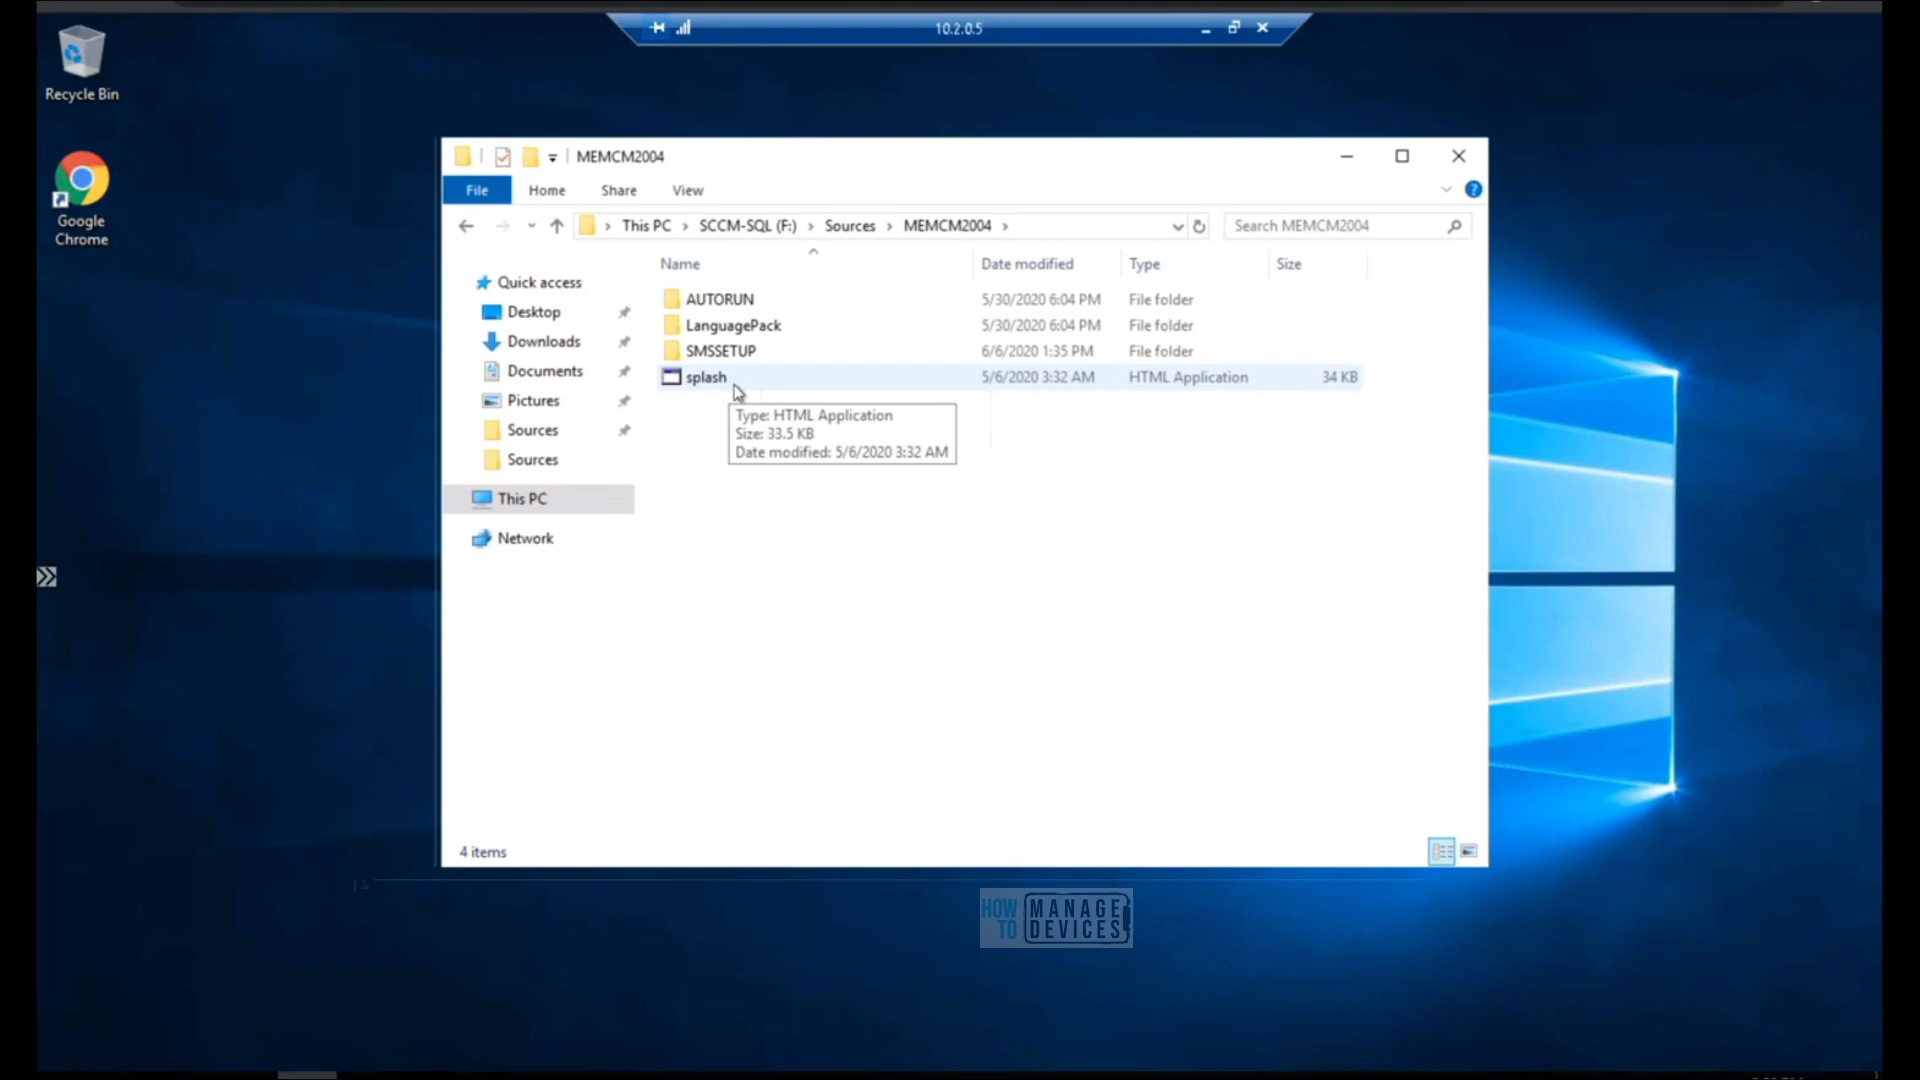 10.2.0.5
Recycle Bin
Google
Chrome
MEMCM2004
File Home Share View
This PC SCCM-SQL (F:) Sources MEMCM2004
Search MEMCM2004
Name Date modified Type Size
Quick access
Desktop
Downloads
Documents
Pictures
Sources
Sources
This PC
Network
AUTORUN 5/30/2020 6:04 PM File folder
LanguagePack 5/30/2020 6:04 PM File folder
SMSSETUP 6/6/2020 1:35 PM File folder
splash 5/6/2020 3:32 AM HTML Application 34 KB
Type: HTML Application
Size: 33.5 KB
Date modified: 5/6/2020 3:32 AM
4 items
HOW TO
MANAGE
DEVICES